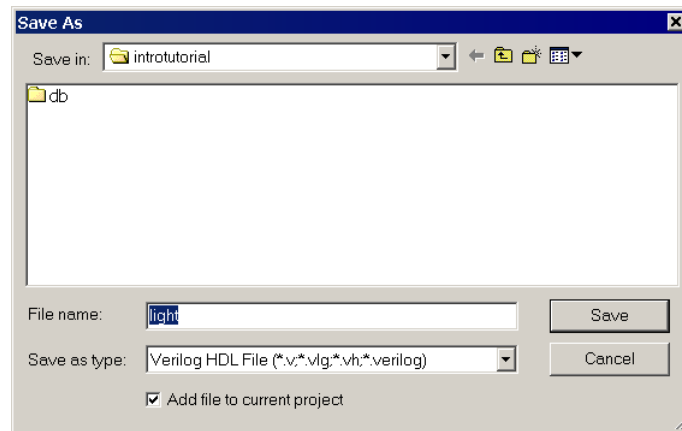 Save As
Save in: introtutorial
db
File name: light Save
Save as type: Verilog HDL File (*.v;*.vlg;*.vh;*.verilog) Cancel
Add file to current project